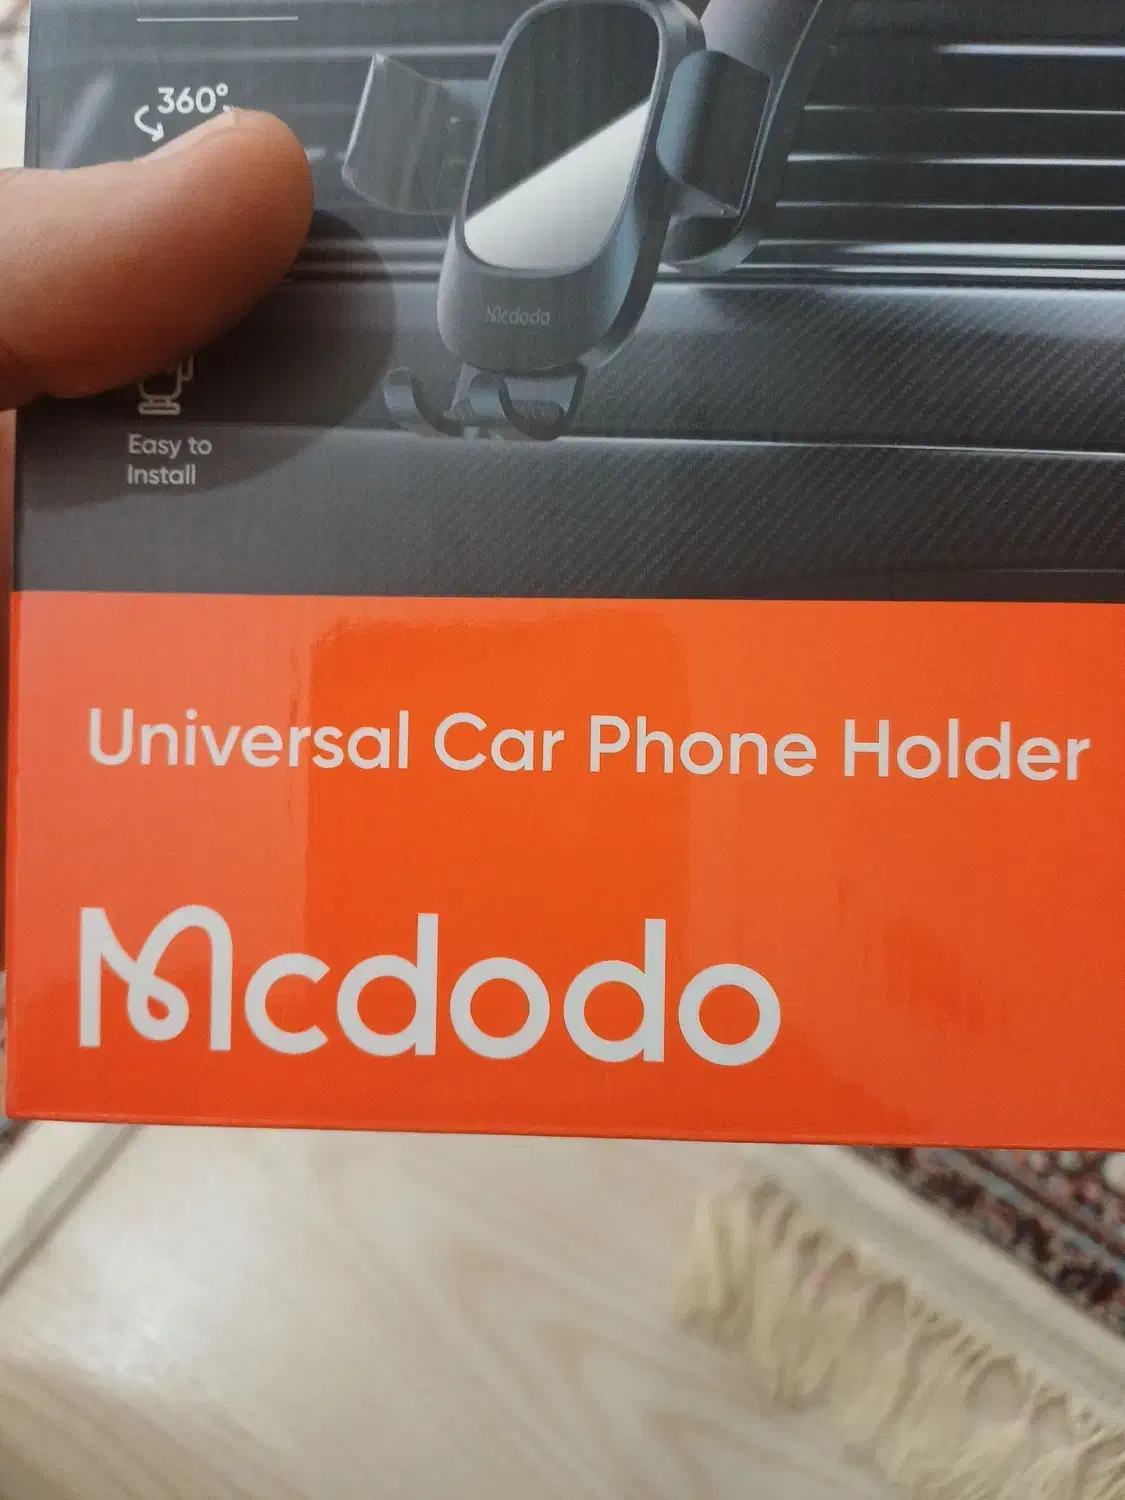 360°
Mcdodo
Easy to
Install
Universal Car Phone Holder
Mcdodo